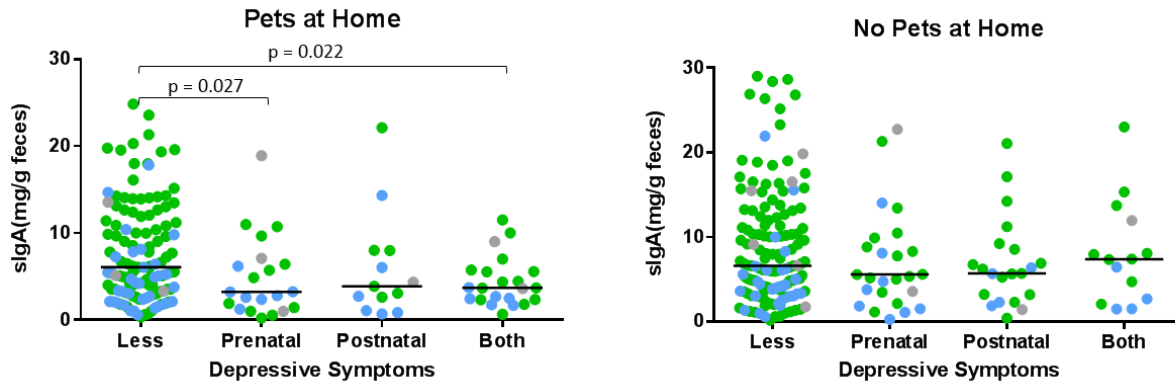 Pets at Home
p = 0.022
p = 0.027
sIgA(mg/g feces)
30
20
10
0
Less Prenatal Postnatal Both
Depressive Symptoms
No Pets at Home
sIgA(mg/g feces)
30
20
10
0
Less Prenatal Postnatal Both
Depressive Symptoms